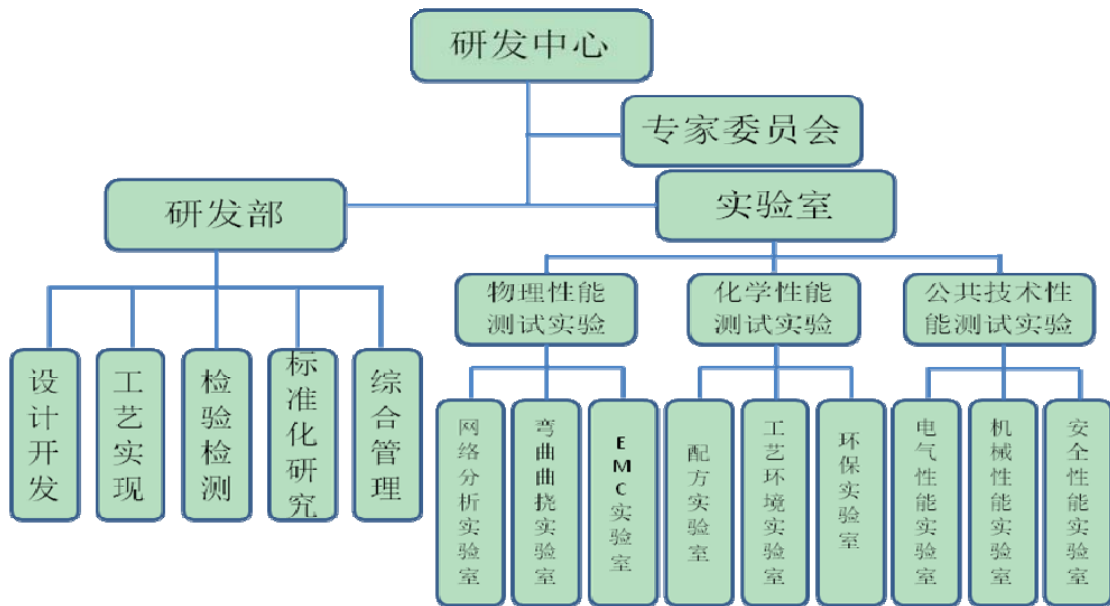 研发中心
专家委员会
研发部
实验室
物理性能
测试实验
化学性能
测试实验
公共技术性
能测试实验
设计开发
工艺实现
检验检测
标准化研究
综合管理
网络分析实验室
弯曲曲挠实验室
EMC实验室
配方实验室
工艺环境实验室
环保实验室
电气性能实验室
机械性能实验室
安全性能实验室